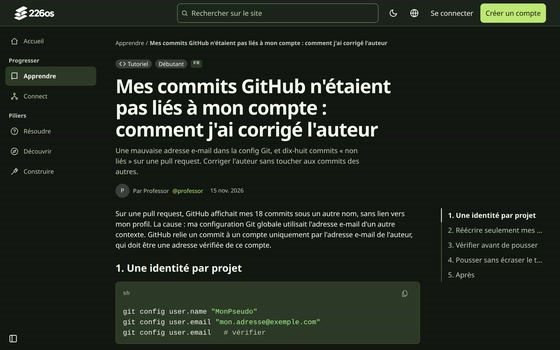 226os
Rechercher sur le site
Se connecter
Créer un compte
Accueil
Progresser
Apprendre
Connect
Piliers
Résoudre
Découvrir
Construire
Apprendre / Mes commits GitHub n'étaient pas liés à mon compte : comment j'ai corrigé l'auteur
<> Tutoriel
Débutant
FR
Mes commits GitHub n'étaient
pas liés à mon compte :
comment j'ai corrigé l'auteur
Une mauvaise adresse e-mail dans la config Git, et dix-huit commits « non
liés » sur une pull request. Corriger l'auteur sans toucher aux commits des
autres.
P
Par Professor @professor · 15 nov. 2026
Sur une pull request, GitHub affichait mes 18 commits sous un autre nom, sans lien vers
mon profil. La cause : ma configuration Git globale utilisait l'adresse e-mail d'un autre
contexte. GitHub relie un commit à un compte uniquement par l'adresse e-mail de l'auteur,
qui doit être une adresse vérifiée de ce compte.
1. Une identité par projet
sh
git config user.name "MonPseudo"
git config user.email "mon.adresse@exemple.com"
git config user.email # vérifier
1. Une identité par projet
2. Réécrire seulement mes ...
3. Vérifier avant de pousser
4. Pousser sans écraser le t...
5. Après